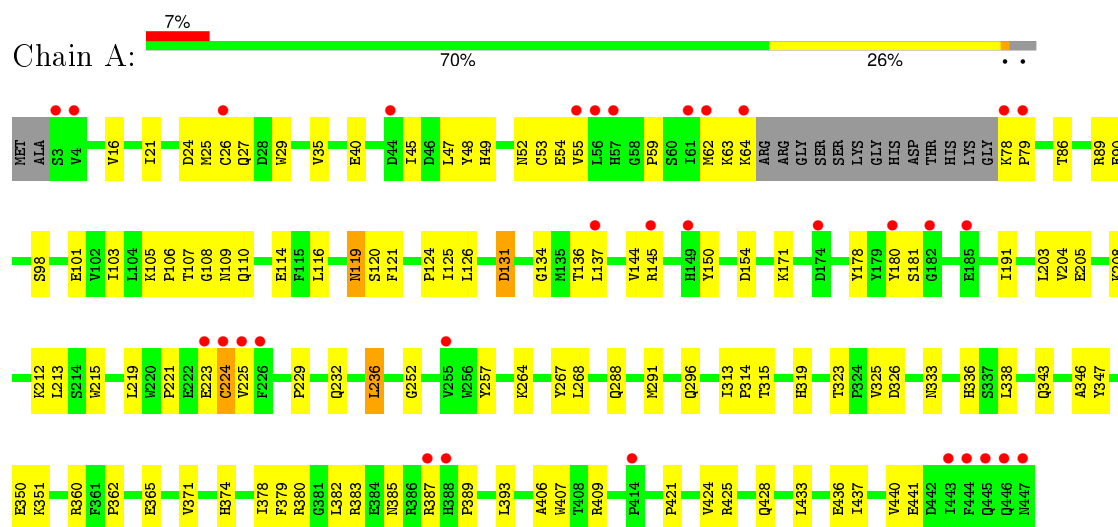 7%
Chain A:
70% 26%
MET ALA S3 V4 V16 I21 D24 M25 C26 Q27 D28 W29 V35 E40 D44 I45 D46 L47 Y48 H49 N52 C53 E54 V55 L56 H57 G58 P59 S60 I61 M62 K63 K64 ARG ARG GLY SER SER LYS GLY HIS ASP THR HIS LYS GLY K78 P79 T86 R89
S98 E101 V102 I103 L104 K105 P106 T107 G108 N109 Q110 E114 F115 L116 N119 S120 F121 P124 I125 L126 D131 G134 M135 T136 L137 V144 R145 H149 Y150 D154 K171 D174 Y178 Y179 Y180 S181 G182 E185 I191 L203 V204 E205
K212 L213 S214 W215 L219 W220 P221 E222 E223 C224 V225 F226 P229 Q232 L236 G252 V255 W256 Y257 K264 Y267 L268 Q288 M291 Q296 I313 P314 T315 H319 T323 P324 V325 D326 N333 H336 S337 L338 Q343 A346 Y347
E350 K351 R360 F361 P362 E365 V371 H374 I378 F379 R380 G381 L382 R383 E384 N385 R386 R387 H388 P389 L393 A406 W407 T408 R409 P414 P421 V424 R425 Q428 L433 E436 I437 V440 E441 D442 I443 F444 Q445 Q446 N447